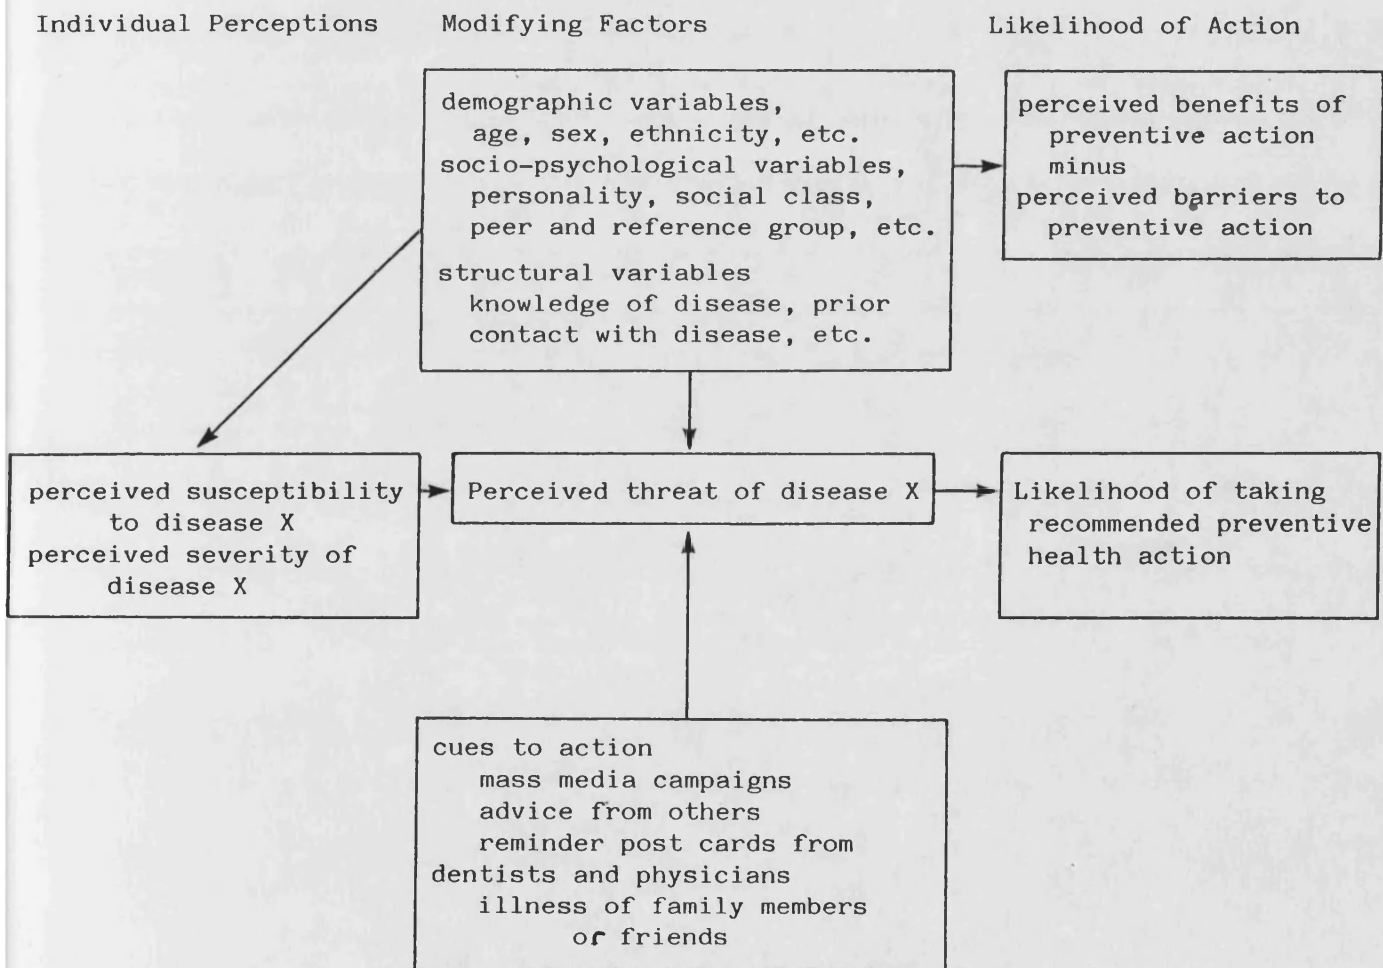 Individual Perceptions
Modifying Factors
Likelihood of Action
demographic variables,
age, sex, ethnicity, etc.
socio-psychological variables,
personality, social class,
peer and reference group, etc.
structural variables
knowledge of disease, prior
contact with disease, etc.
perceived benefits of
preventive action
minus
perceived barriers to
preventive action
perceived susceptibility
to disease X
perceived severity of
disease X
Perceived threat of disease X
Likelihood of taking
recommended preventive
health action
cues to action
mass media campaigns
advice from others
reminder post cards from
dentists and physicians
illness of family members
or friends